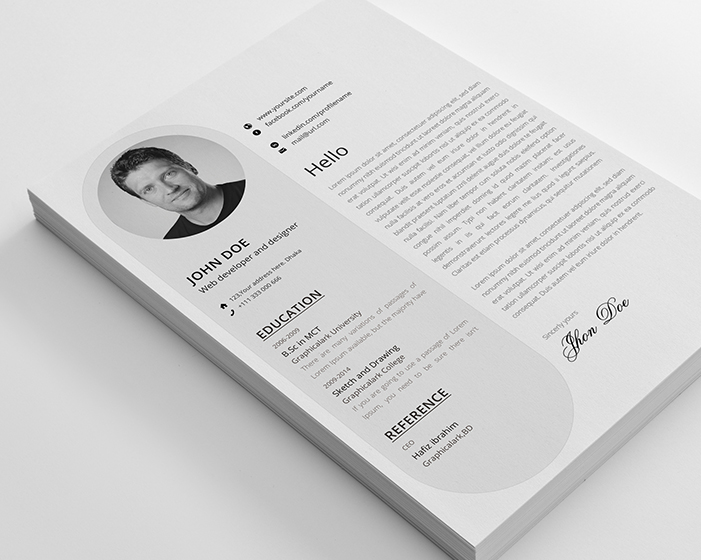 www.yoursite.com
facebook.com/yourname
linkedin.com/profilename
mail@url.com
JOHN DOE
Web developer and designer
123,Your address here, Dhaka
+111 333 000 666
EDUCATION
2006-2009
B.Sc in MCT
Graphicalark University
There are many variations of passages of
Lorem Ipsum available, but the majority have
2009-2014
Sketch and Drawing
Graphicalark College
If you are going to use a passage of Lorem
Ipsum, you need to be sure there isn't
REFERENCE
CEO
Hafiz ibrahim
Graphicalark,BD
Hello
Lorem ipsum dolor sit amet, consectetuer adipiscing elit, sed diam
nonummy nibh euismod tincidunt ut laoreet dolore magna aliquam
erat volutpat. Ut wisi enim ad minim veniam, quis nostrud exerci
tation ullamcorper suscipit lobortis nisl ut aliquip ex ea commodo
consequat. Duis autem vel eum iriure dolor in hendrerit in
vulputate velit esse molestie consequat, vel illum dolore eu feugiat
nulla facilisis at vero eros et accumsan et iusto odio dignissim qui
blandit praesent luptatum zzril delenit augue duis dolore te feugait
nulla facilisi. Nam liber tempor cum soluta nobis eleifend option
congue nihil imperdiet doming id quod mazim placerat facer
possim assum. Typi non habent claritatem insitam; est usus
legentis in iis qui facit eorum claritatem. Investigationes
demonstraverunt lectores legere me lius quod ii legunt saepius.
Claritas est etiam processus dynamicus, qui sequitur mutationem
Lorem ipsum dolor sit amet, consectetuer adipiscing elit, sed diam
nonummy nibh euismod tincidunt ut laoreet dolore magna aliquam
erat volutpat. Ut wisi enim ad minim veniam, quis nostrud exerci
tation ullamcorper suscipit lobortis nisl ut aliquip ex ea commodo
consequat. Duis autem vel eum iriure dolor in hendrerit.
Sincerly yours
Jhon Doe